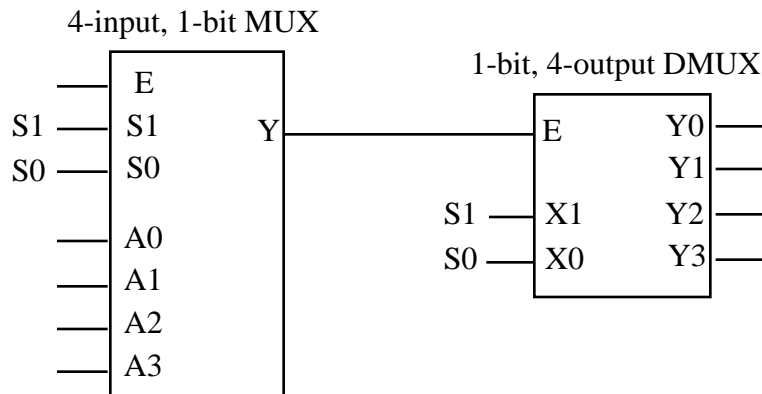 4-input, 1-bit MUX
E
S1 S1
S0 S0
Y
A0
A1
A2
A3
1-bit, 4-output DMUX
E
Y0
Y1
S1 X1
Y2
S0 X0
Y3